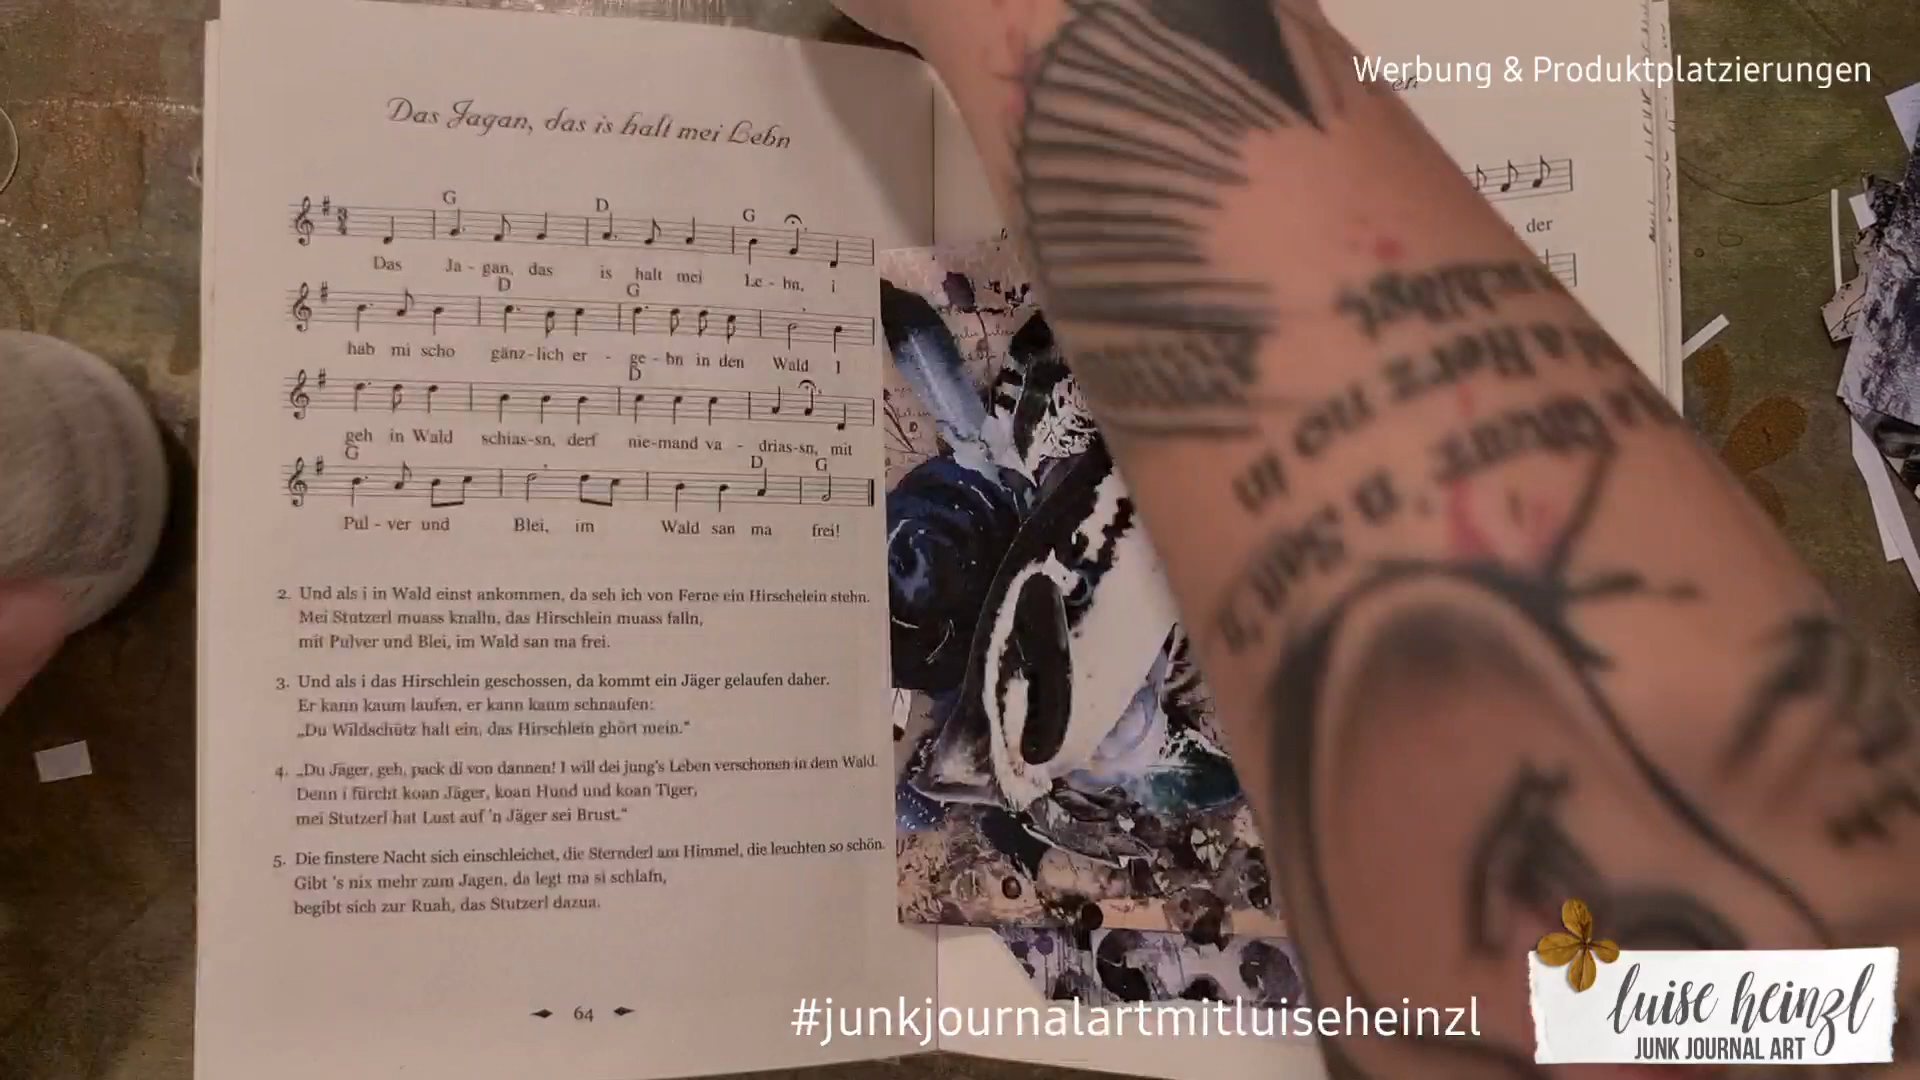 Werbung & Produktplatzierungen
Das Jagan, das is halt mei Lebn
G D G
Das Ja - gan, das is halt mei Le - bn, i
D G
hab mi scho gänz - lich er - ge - bn in den Wald I
D
geh in Wald schias-sn, derf nie-mand va - drias-sn, mit
G D G
Pul - ver und Blei, im Wald san ma frei!
2. Und als i in Wald einst ankommen, da seh ich von Ferne ein Hirschelein stehn.
Mei Stutzerl muass knalln, das Hirschlein muass falln,
mit Pulver und Blei, im Wald san ma frei.
3. Und als i das Hirschlein geschossen, da kommt ein Jäger gelaufen daher.
Er kann kaum laufen, er kann kaum schnaufen:
„Du Wildschütz halt ein, das Hirschlein ghört mein.“
4. „Du Jäger, geh, pack di von dannen! I will dei jung's Leben verschonen in dem Wald.
Denn i fürcht koan Jäger, koan Hund und koan Tiger,
mei Stutzerl hat Lust auf 'n Jäger sei Brust.“
5. Die finstere Nacht sich einschleichet, die Sternderl am Himmel, die leuchten so schön.
Gibt 's nix mehr zum Jagen, da legt ma si schlafn,
begibt sich zur Ruah, das Stutzerl dazua.
64
der
#junkjournalartmitluiseheinzl
luise heinzl
JUNK JOURNAL ART